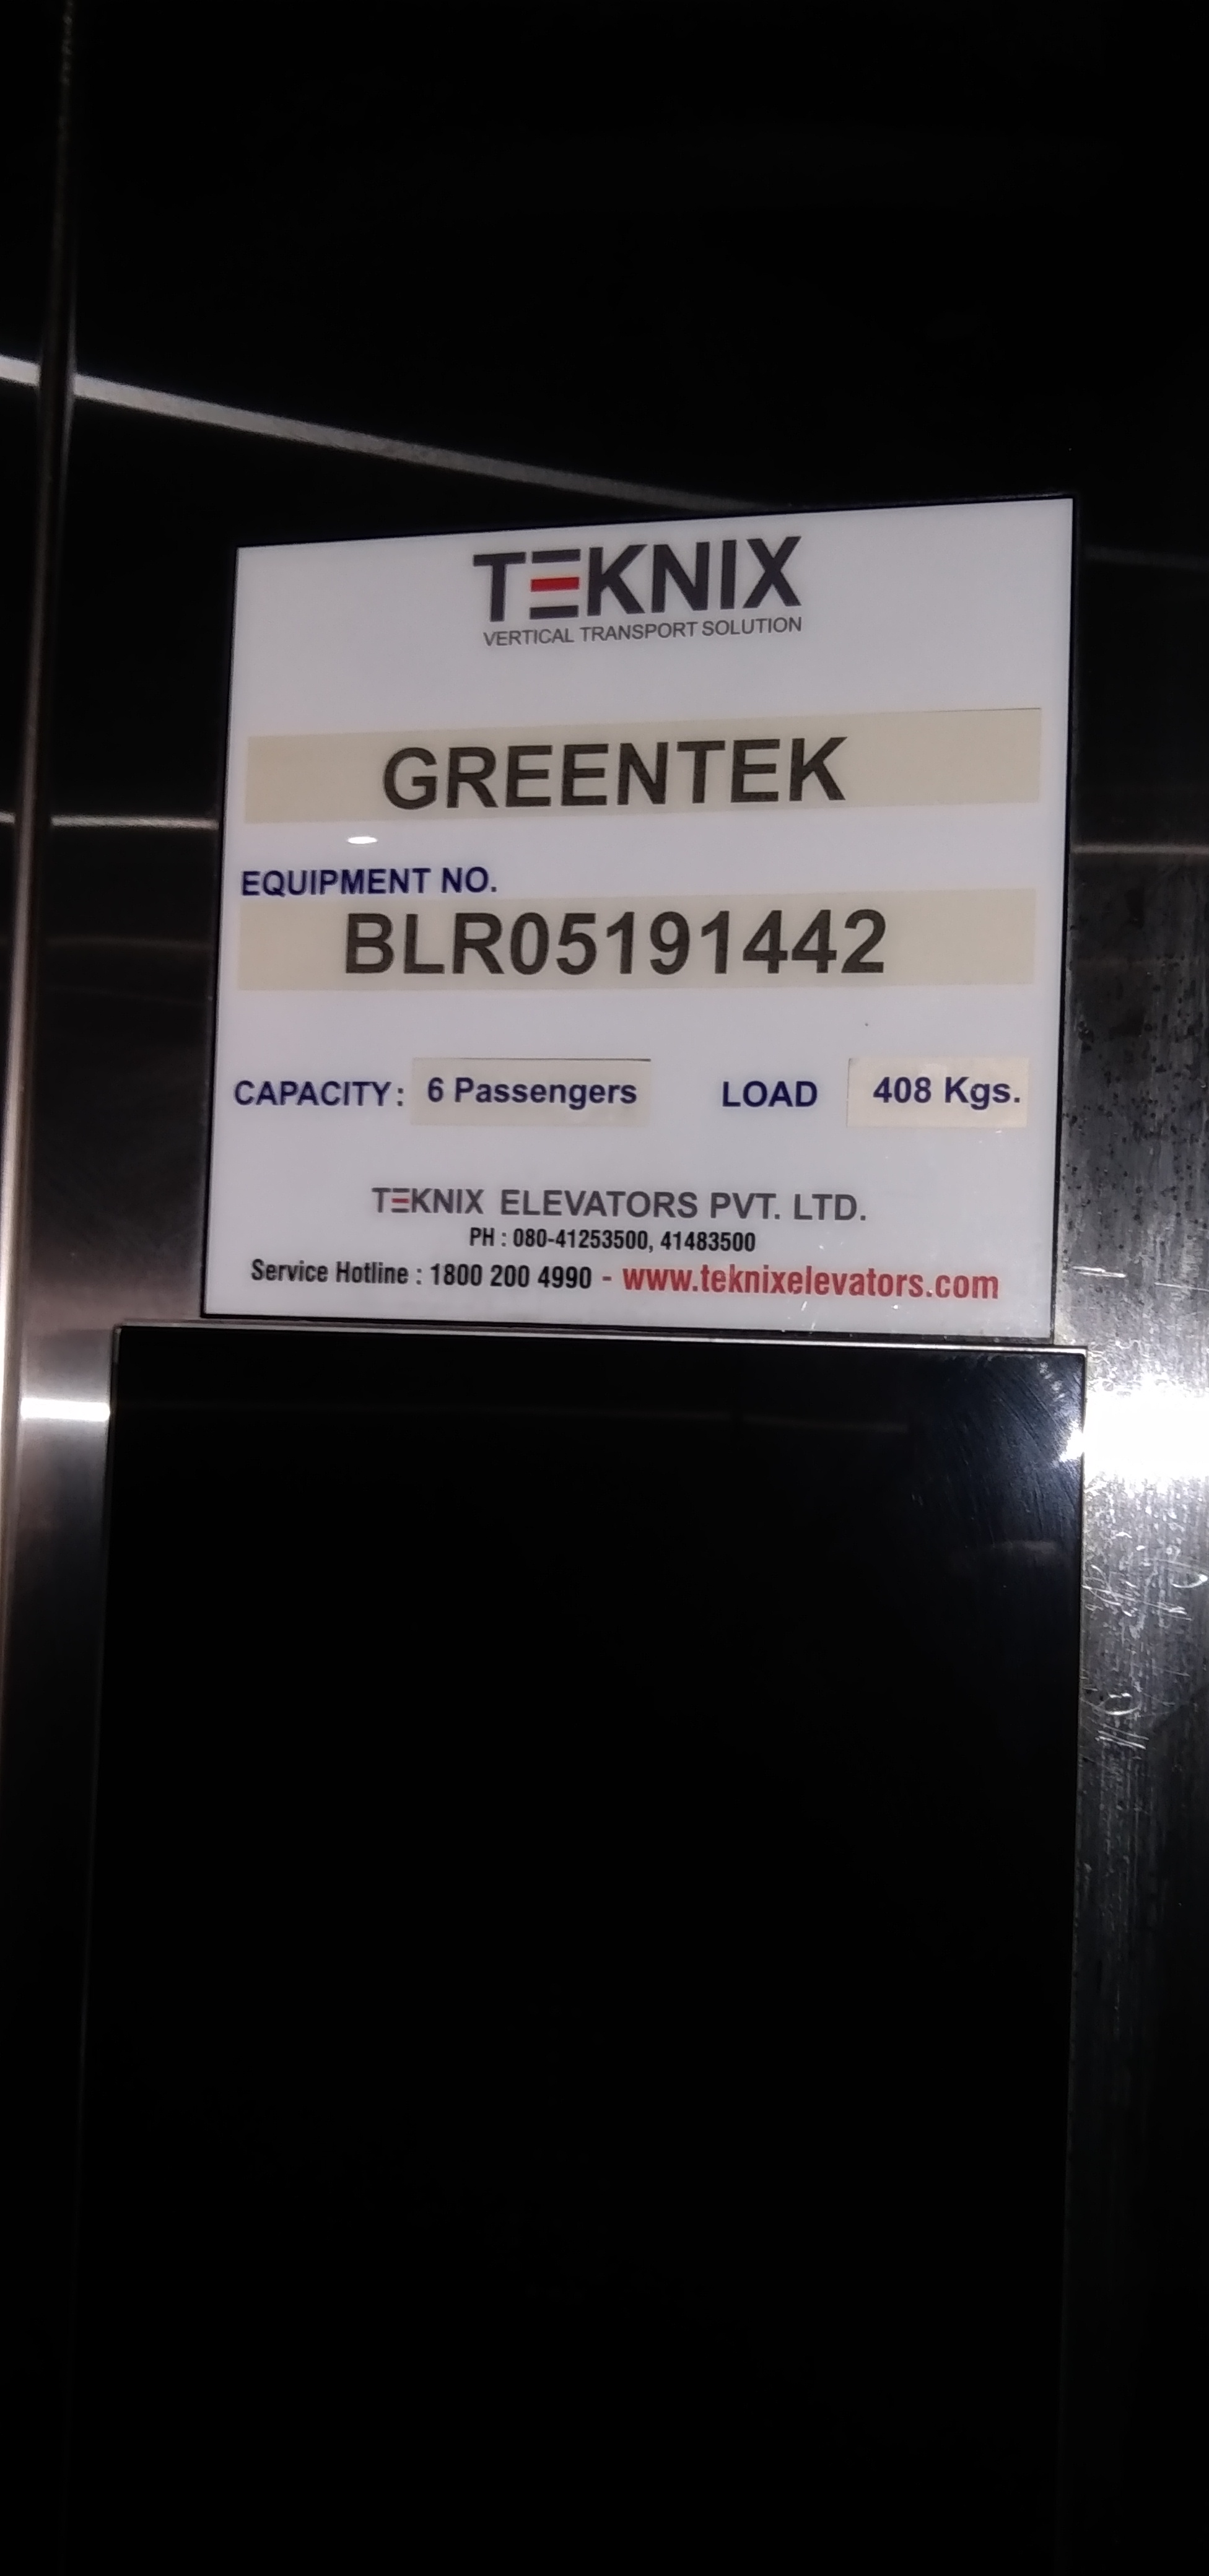 TEKNIX
VERTICAL TRANSPORT SOLUTION
GREENTEK
EQUIPMENT NO.
BLR05191442
CAPACITY : 6 Passengers LOAD 408 Kgs.
TEKNIX ELEVATORS PVT. LTD.
PH : 080-41253500, 41483500
Service Hotline : 1800 200 4990 - www.teknixelevators.com